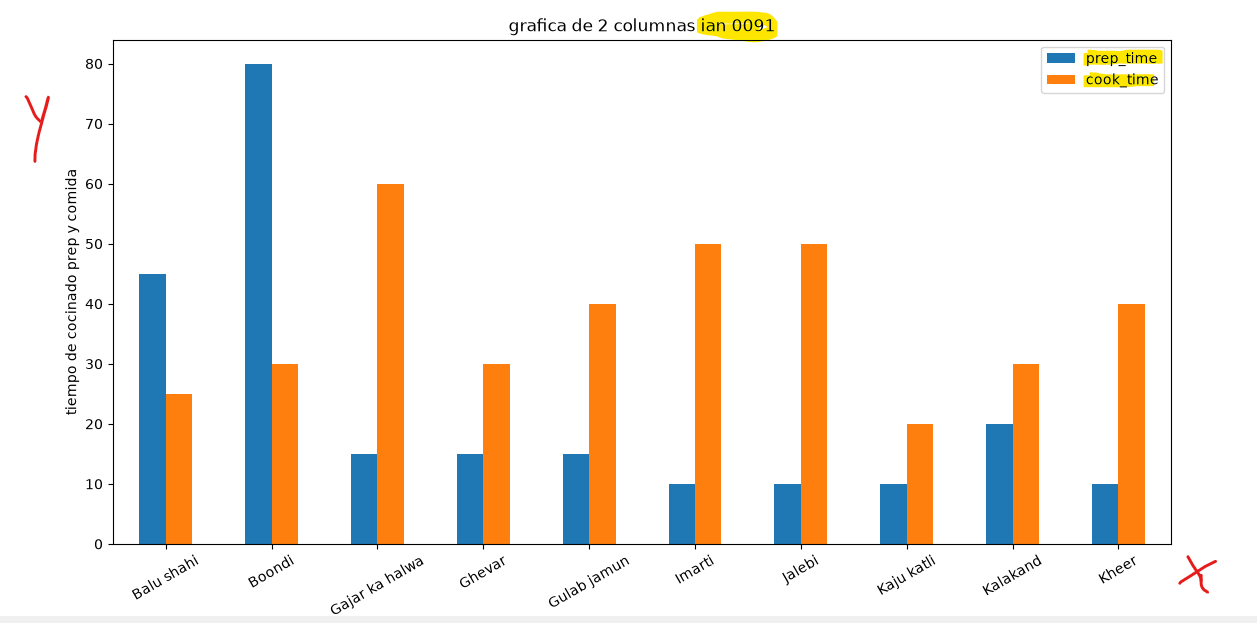 grafica de 2 columnas ian 0091
prep_time
cook_time
y
tiempo de cocinado prep y comida
80
70
60
50
40
30
20
10
0
Balu shahi
Boondi
Gajar ka halwa
Ghevar
Gulab jamun
Imarti
Jalebi
Kaju katli
Kalakand
Kheer
x